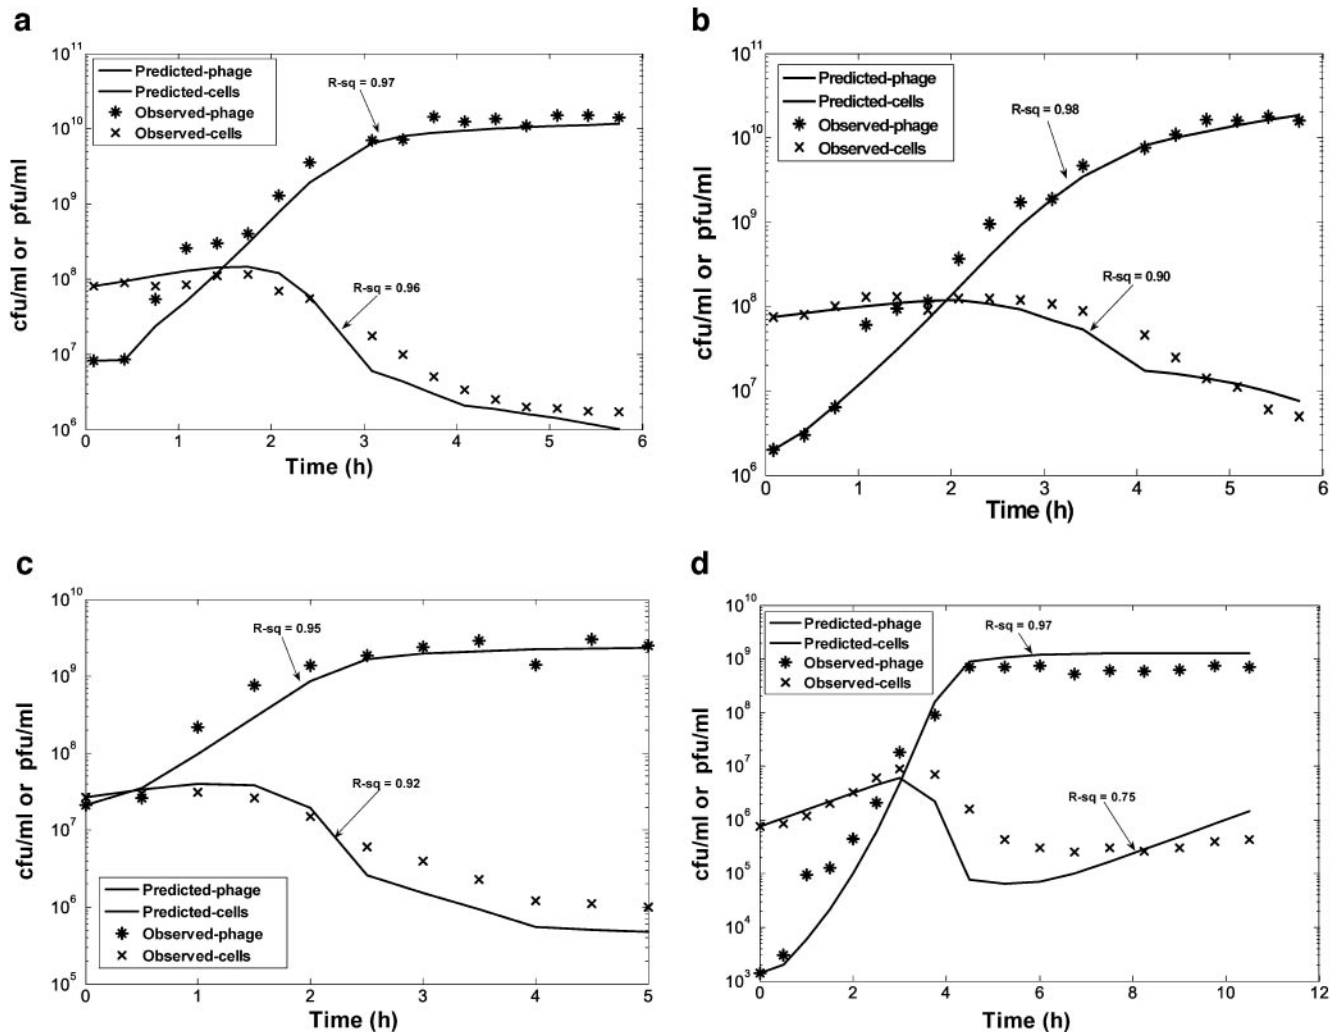 a
10^11
10^10
10^9
10^8
10^7
10^6
cfu/ml or pfu/ml
Predicted-phage
Predicted-cells
Observed-phage
Observed-cells
R-sq = 0.97
R-sq = 0.96
0 1 2 3 4 5 6
Time (h)
b
10^11
10^10
10^9
10^8
10^7
10^6
cfu/ml or pfu/ml
Predicted-phage
Predicted-cells
Observed-phage
Observed-cells
R-sq = 0.98
R-sq = 0.90
0 1 2 3 4 5 6
Time (h)
c
10^10
10^9
10^8
10^7
10^6
10^5
cfu/ml or pfu/ml
R-sq = 0.95
R-sq = 0.92
Predicted-phage
Predicted-cells
Observed-phage
Observed-cells
0 1 2 3 4 5
Time (h)
d
10^10
10^9
10^8
10^7
10^6
10^5
10^4
10^3
cfu/ml or pfu/ml
Predicted-phage
Predicted-cells
Observed-phage
Observed-cells
R-sq = 0.97
R-sq = 0.75
0 2 4 6 8 10 12
Time (h)